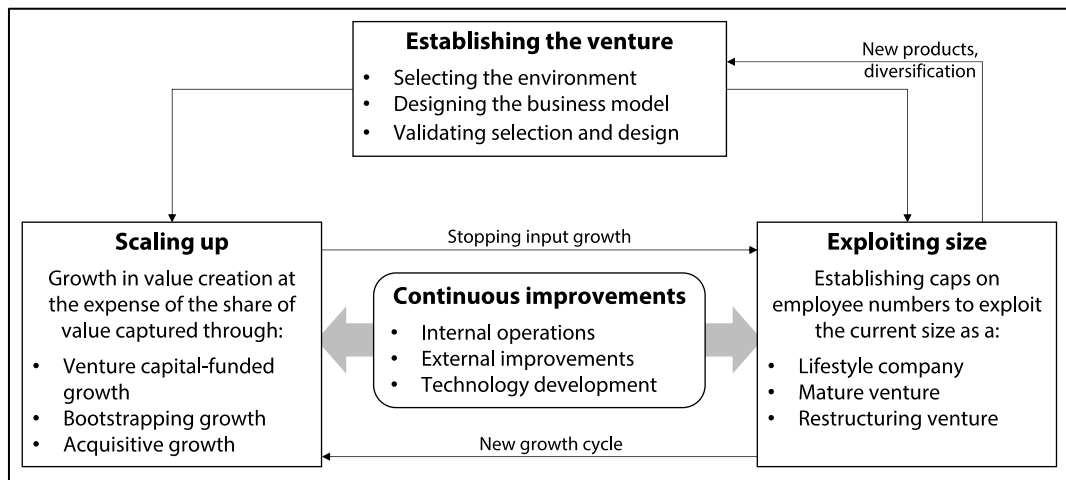 Establishing the venture
• Selecting the environment
• Designing the business model
• Validating selection and design
New products,
diversification
Scaling up
Growth in value creation at
the expense of the share of
value captured through:
• Venture capital-funded
growth
• Bootstrapping growth
• Acquisitive growth
Stopping input growth
Continuous improvements
• Internal operations
• External improvements
• Technology development
New growth cycle
Exploiting size
Establishing caps on
employee numbers to exploit
the current size as a:
• Lifestyle company
• Mature venture
• Restructuring venture